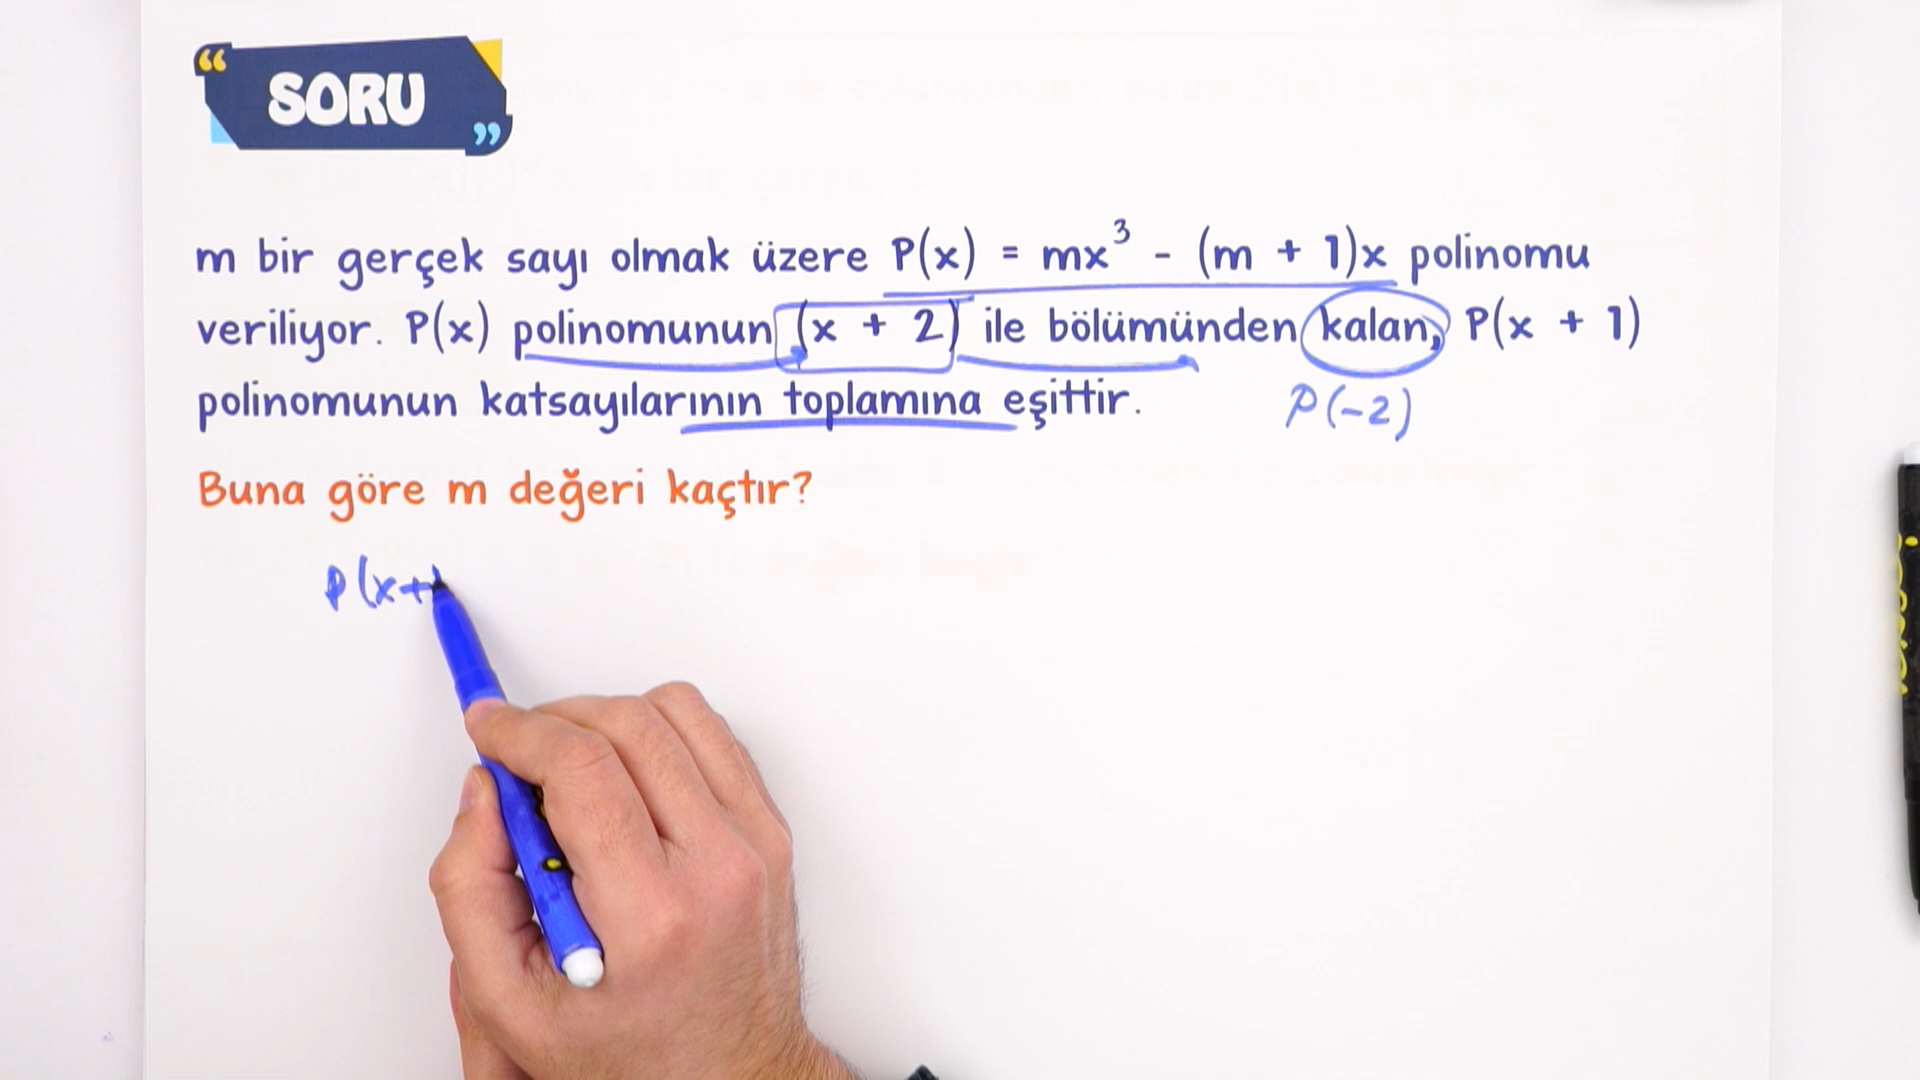 SORU
m bir gerçek sayı olmak üzere P(x) = mx³ - (m + 1)x polinomu
veriliyor. P(x) polinomunun (x + 2) ile bölümünden kalan, P(x + 1)
polinomunun katsayılarının toplamına eşittir.
P(-2)
Buna göre m değeri kaçtır?
P(x+